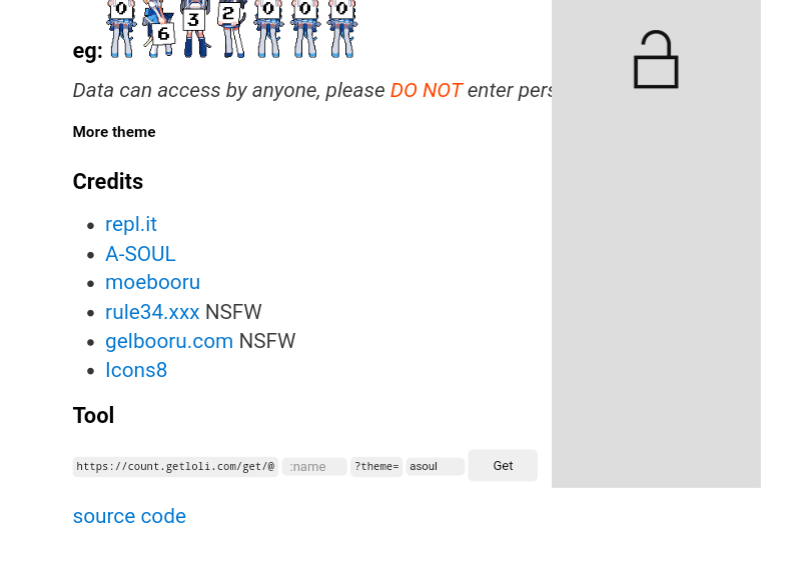 0 6 3 2 0 0 0
eg:
Data can access by anyone, please DO NOT enter pers
More theme
Credits
repl.it
A-SOUL
moebooru
rule34.xxx NSFW
gelbooru.com NSFW
Icons8
Tool
https://count.getloli.com/get/@ :name ?theme= asoul Get
source code